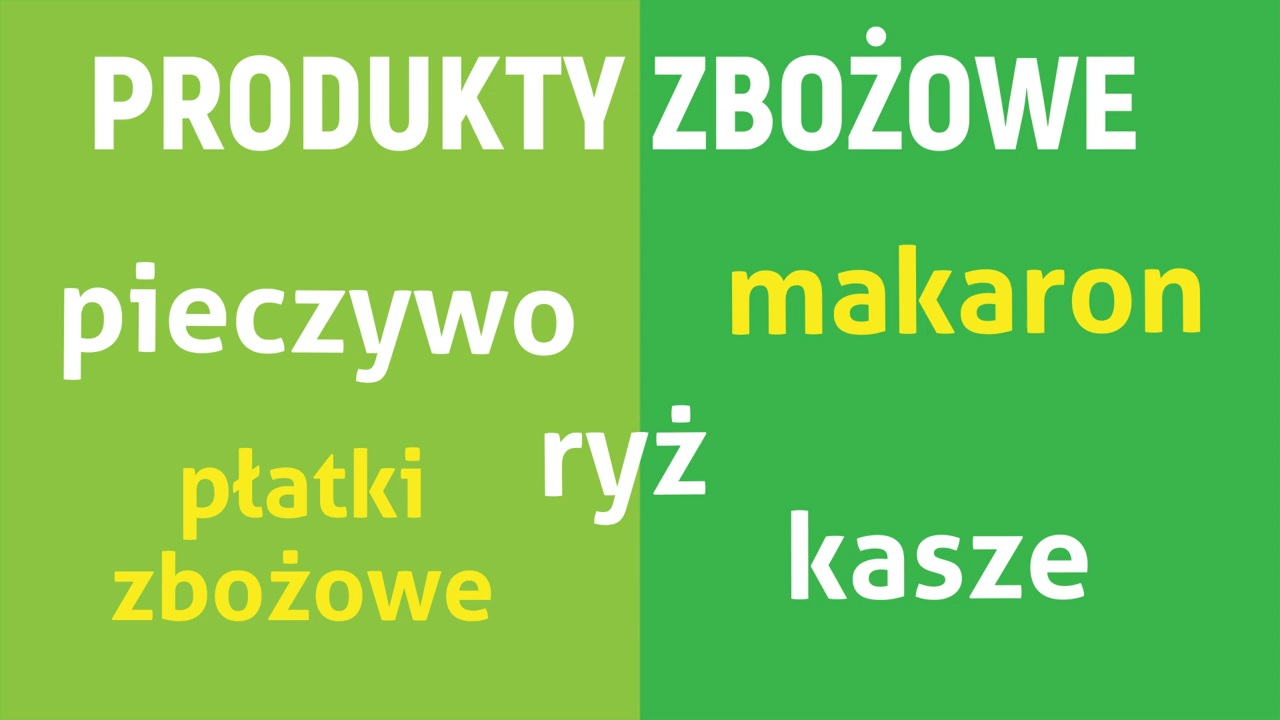 PRODUKTY ZBOŻOWE
pieczywo
makaron
ryż
płatki
zbożowe
kasze